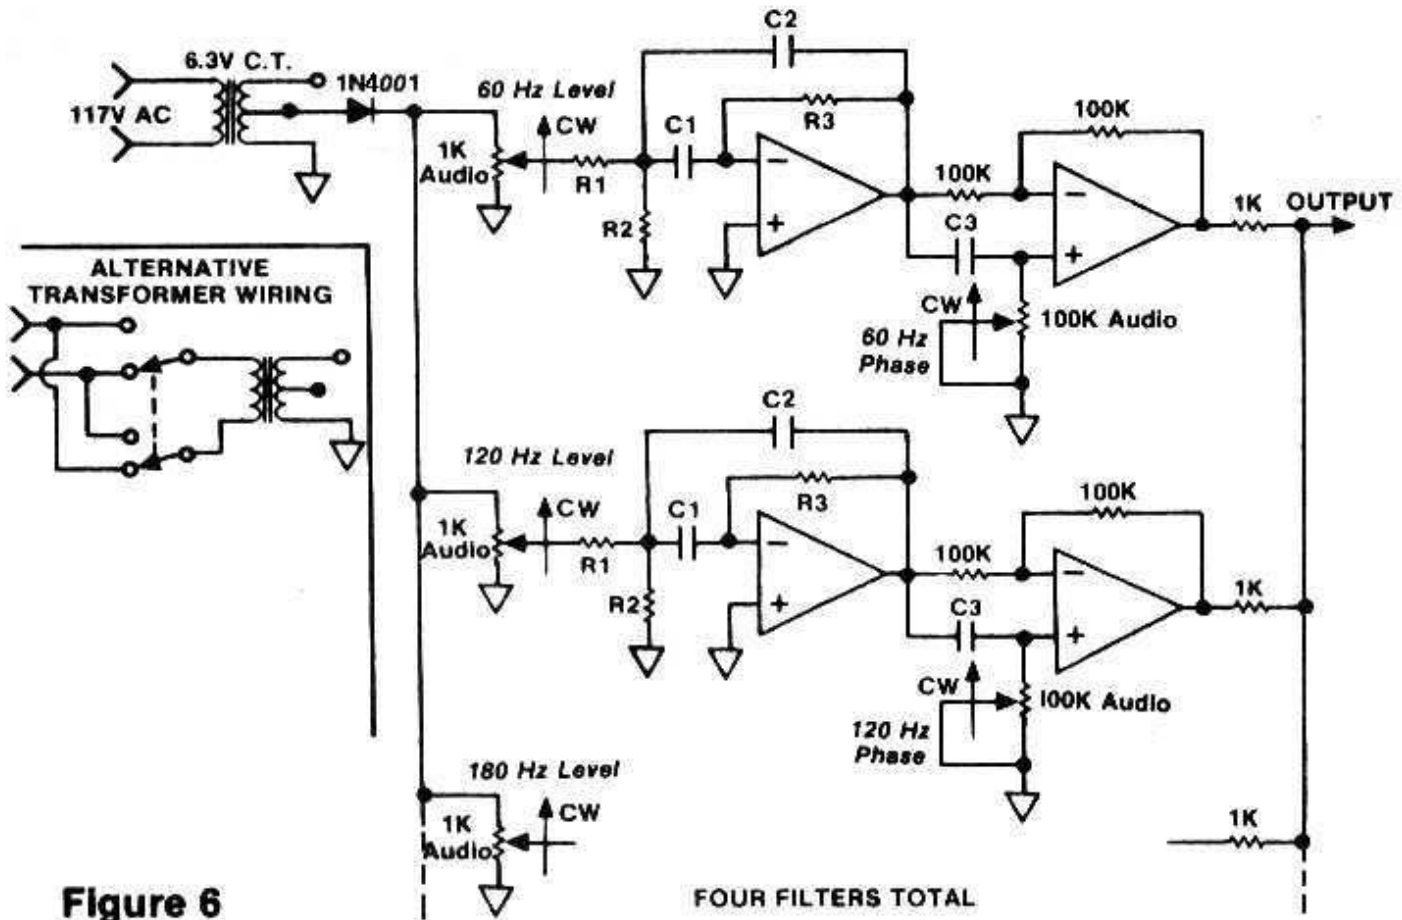 6.3V C.T.
1N4001
117V AC
60 Hz Level
CW
1K
Audio
R1
R2
C2
R3
C1
−
+
100K
100K
−
+
C3
CW
60 Hz
Phase
100K Audio
1K
OUTPUT
ALTERNATIVE
TRANSFORMER WIRING
120 Hz Level
CW
1K
Audio
R1
R2
C2
R3
C1
−
+
100K
100K
−
+
C3
CW
120 Hz
Phase
100K Audio
1K
180 Hz Level
CW
1K
Audio
1K
Figure 6
FOUR FILTERS TOTAL